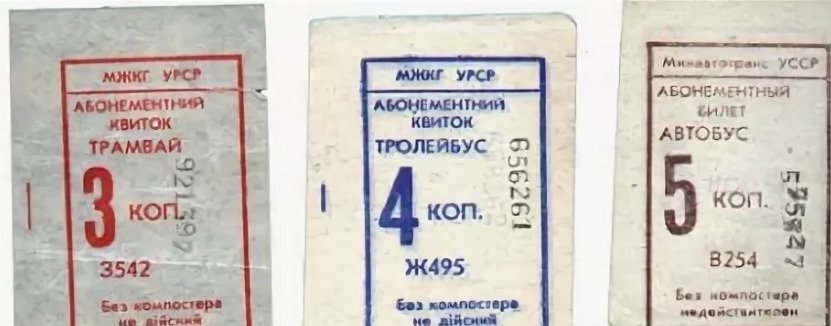 МЖКГ УРСР
АБОНЕМЕНТНИЙ
КВИТОК
ТРАМВАЙ
3 КОП.
3542
Без компостера
не дійсний
МЖКГ УРСР
АБОНЕМЕНТНИЙ
КВИТОК
ТРОЛЕЙБУС
656261
4 КОП.
Ж495
Без компостера
не дійсний
Минавтотранс УССР
АБОНЕМЕНТНЫЙ
БИЛЕТ
АВТОБУС
5 КОП.
В254
Без компостера
недействителен